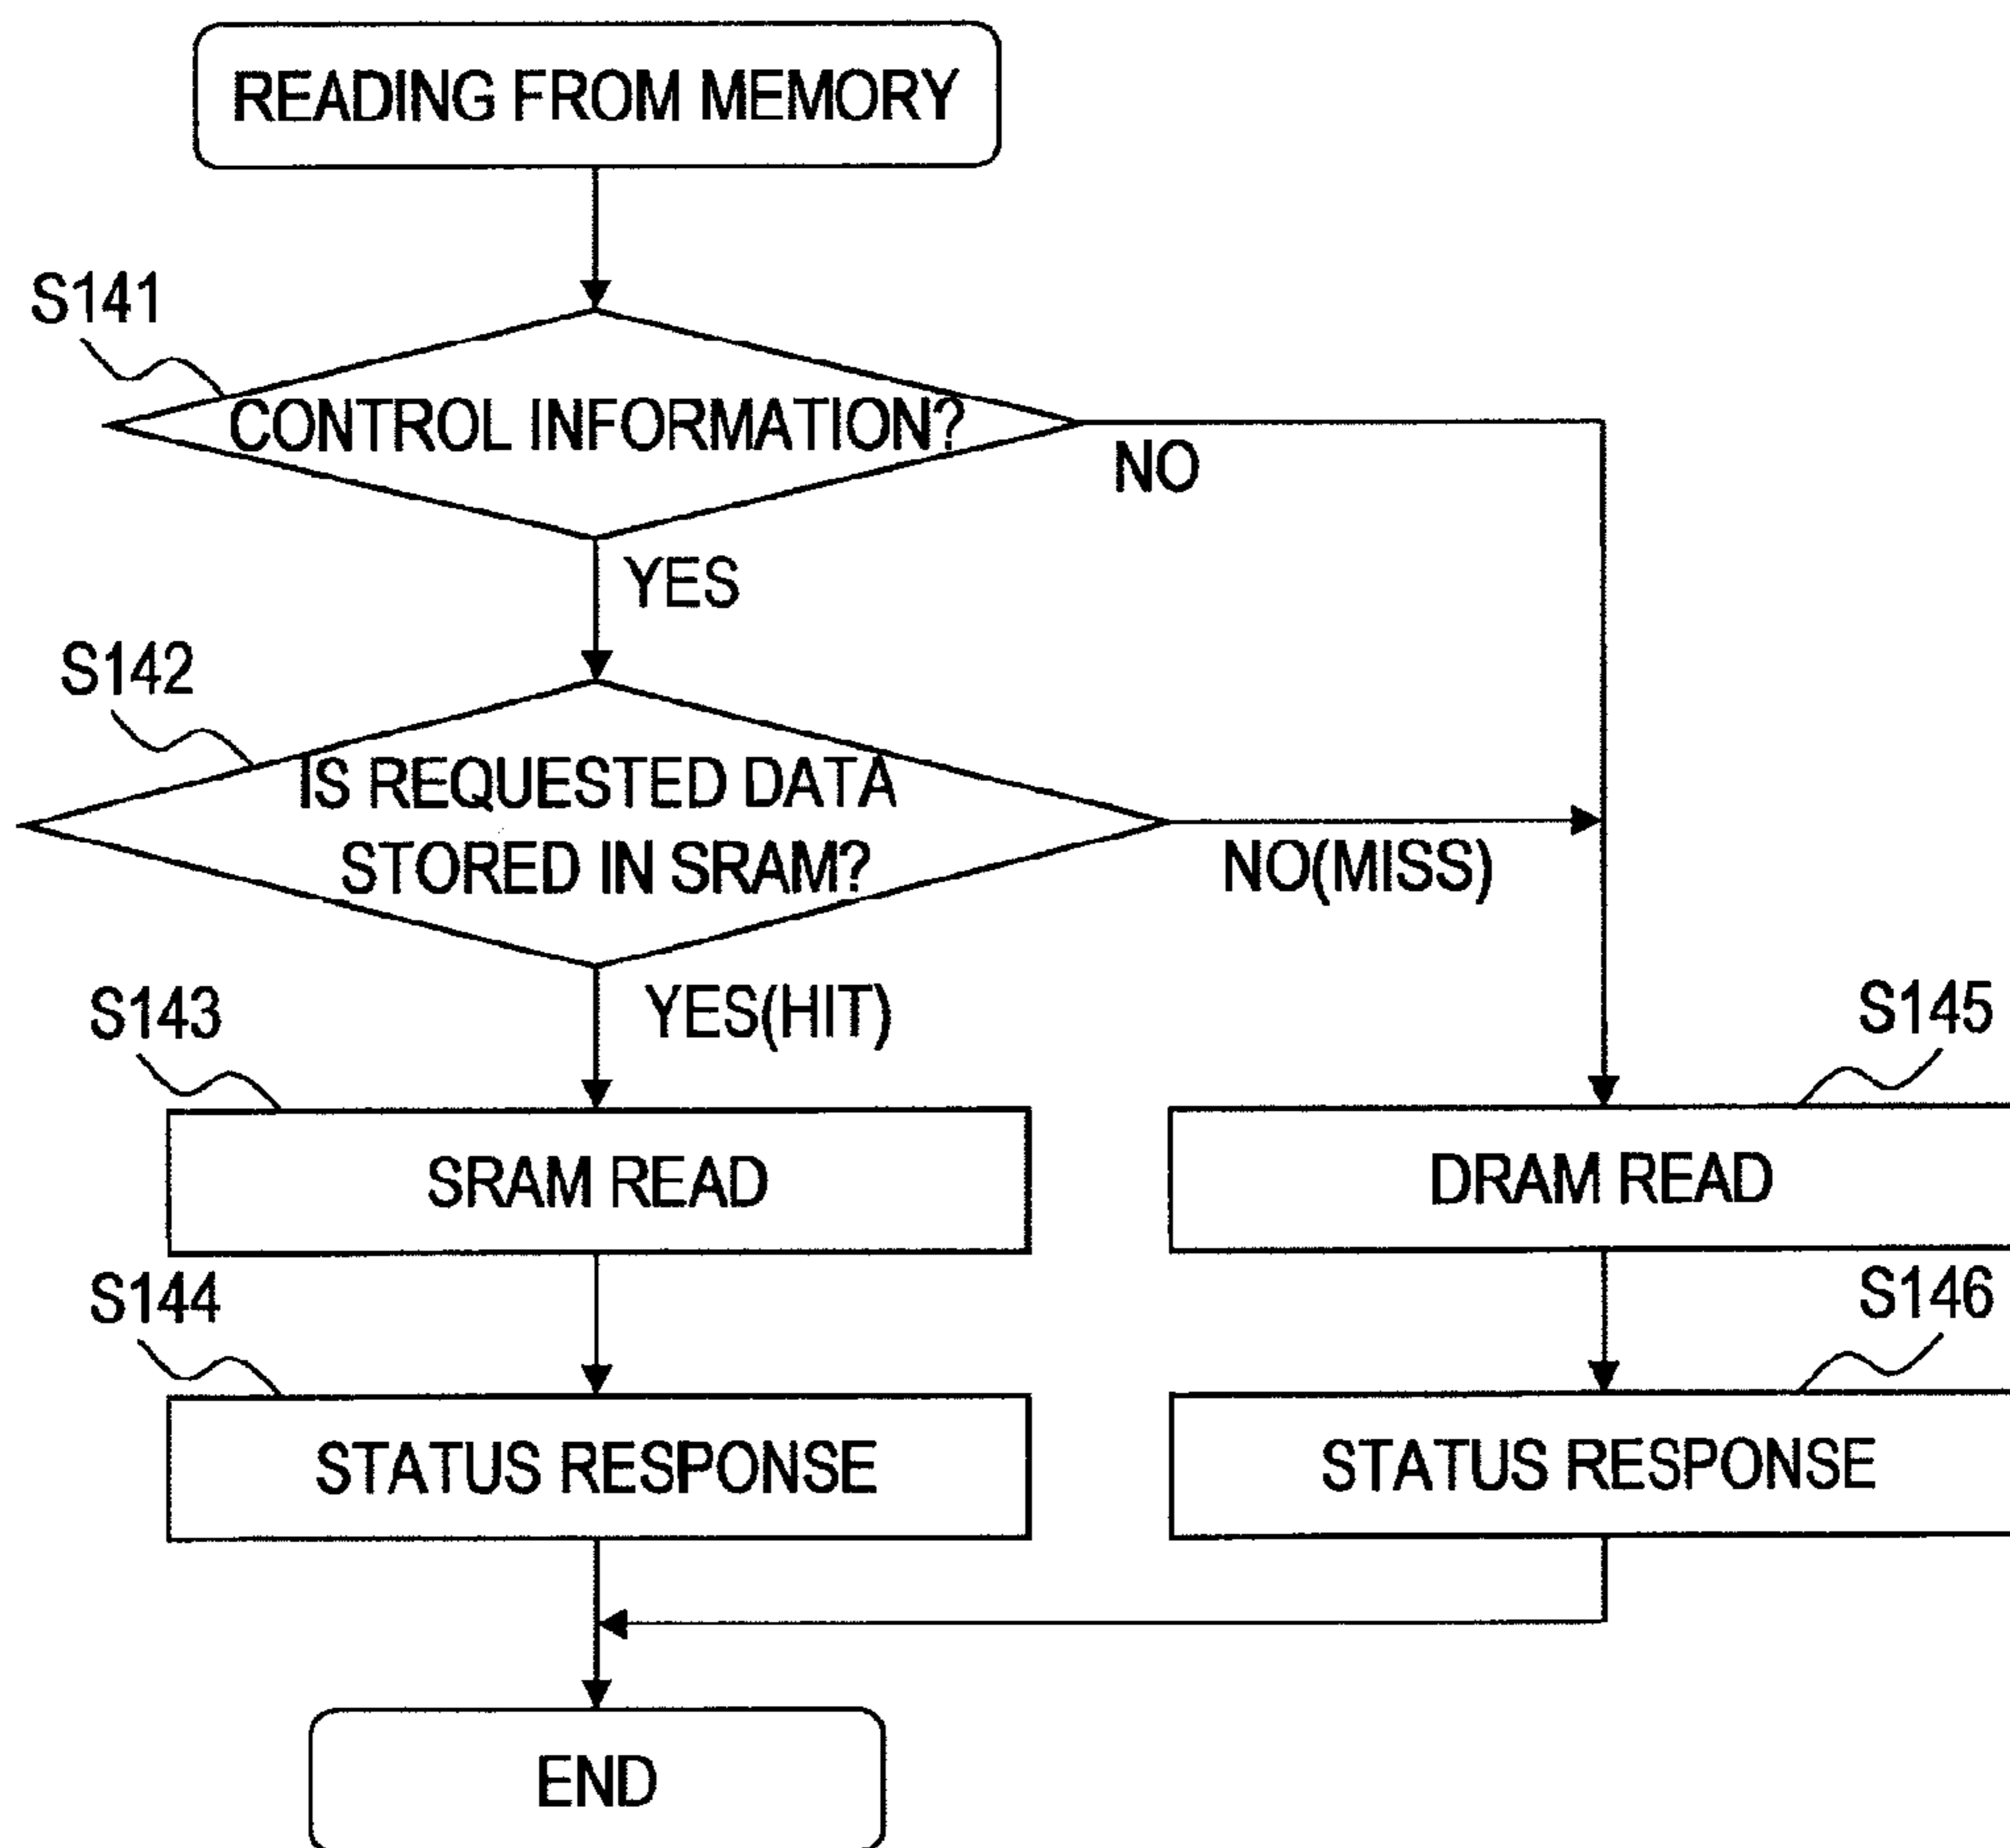 READING FROM MEMORY
S141
CONTROL INFORMATION?
NO
YES
S142
IS REQUESTED DATA
STORED IN SRAM?
NO(MISS)
YES(HIT)
S143
S145
SRAM READ
DRAM READ
S144
S146
STATUS RESPONSE
STATUS RESPONSE
END